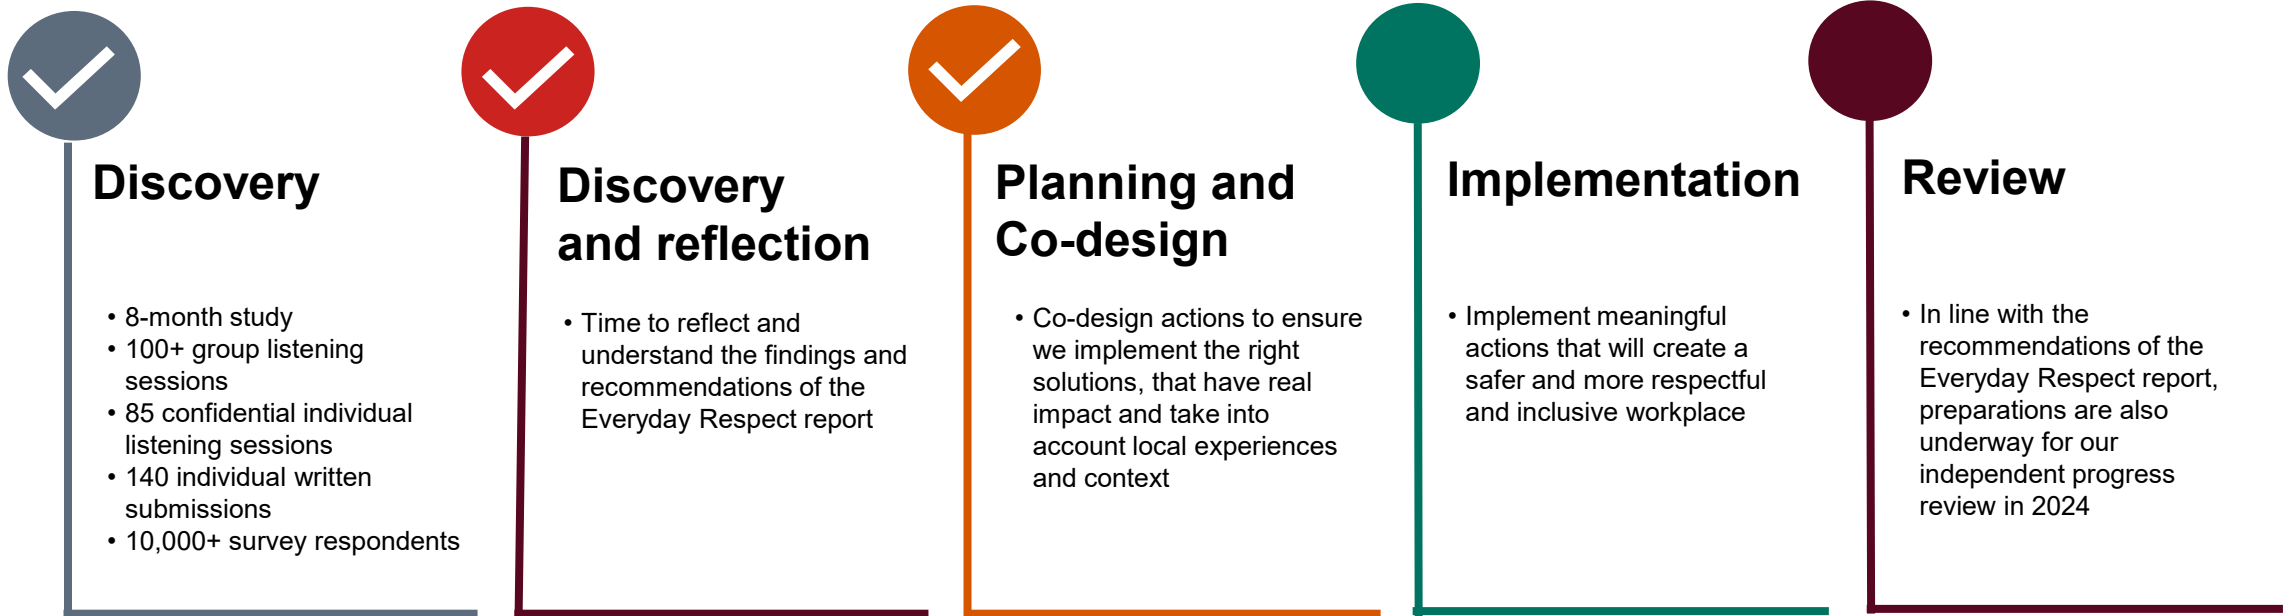 Discovery
• 8-month study
• 100+ group listening
sessions
• 85 confidential individual
listening sessions
• 140 individual written
submissions
• 10,000+ survey respondents
Discovery
and reflection
• Time to reflect and
understand the findings and
recommendations of the
Everyday Respect report
Planning and
Co-design
• Co-design actions to ensure
we implement the right
solutions, that have real
impact and take into
account local experiences
and context
Implementation
• Implement meaningful
actions that will create a
safer and more respectful
and inclusive workplace
Review
• In line with the
recommendations of the
Everyday Respect report,
preparations are also
underway for our
independent progress
review in 2024